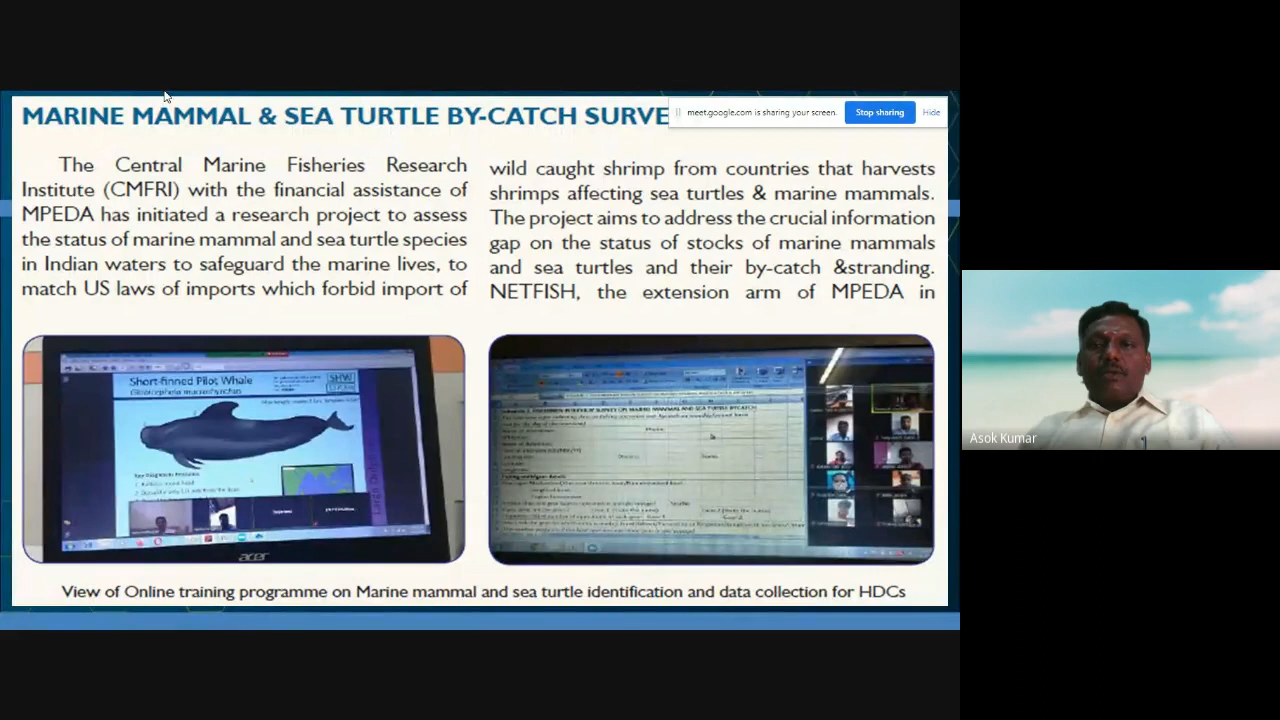 MARINE MAMMAL & SEA TURTLE BY-CATCH SURVE
meet.google.com is sharing your screen.
Stop sharing
Hide
The Central Marine Fisheries Research
Institute (CMFRI) with the financial assistance of
MPEDA has initiated a research project to assess
the status of marine mammal and sea turtle species
in Indian waters to safeguard the marine lives, to
match US laws of imports which forbid import of
wild caught shrimp from countries that harvests
shrimps affecting sea turtles & marine mammals.
The project aims to address the crucial information
gap on the status of stocks of marine mammals
and sea turtles and their by-catch &stranding.
NETFISH, the extension arm of MPEDA in
Short-finned Pilot Whale
acer
View of Online training programme on Marine mammal and sea turtle identification and data collection for HDCs
Asok Kumar